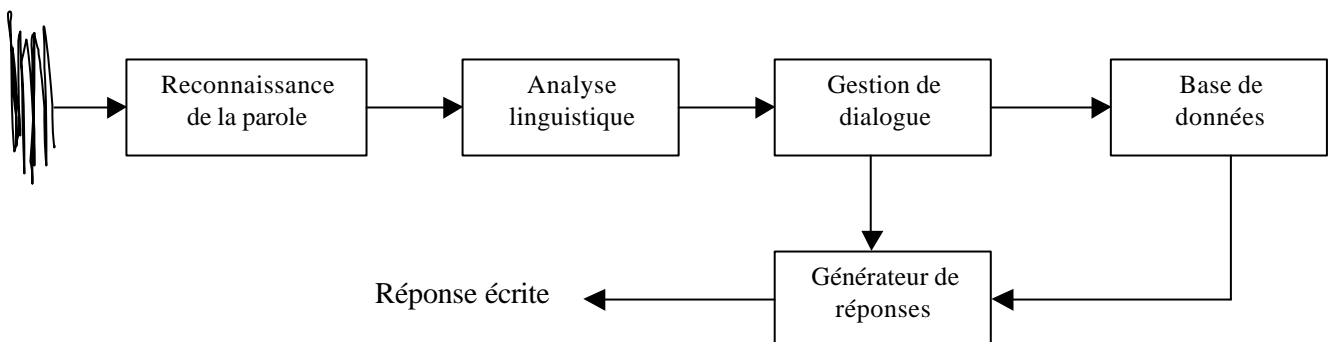 Reconnaissance
de la parole
Analyse
linguistique
Gestion de
dialogue
Base de
données
Générateur de
réponses
Réponse écrite